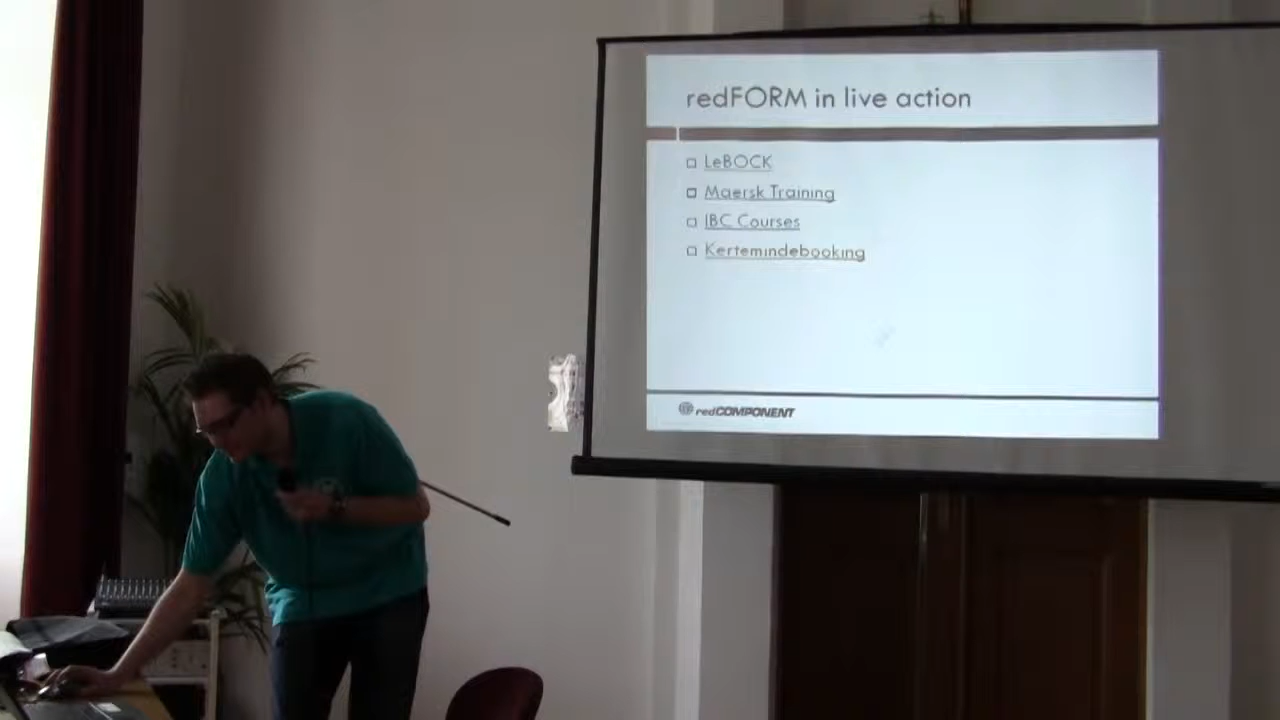 redFORM in live action
LeBOCK
Maersk Training
IBC Courses
Kertemindebooking
redCOMPONENT